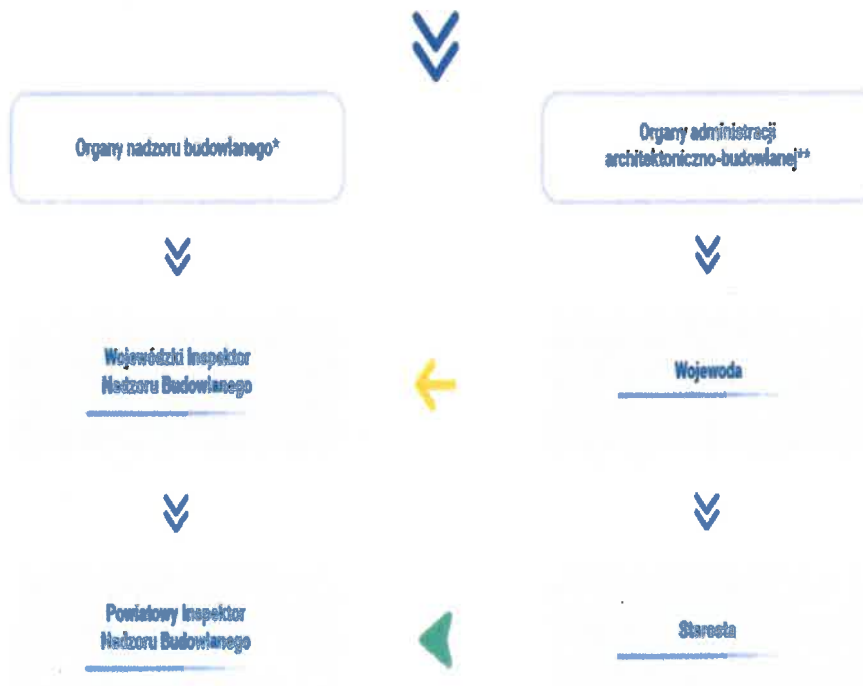 Organy nadzoru budowlanego*
Organy administracji
architektoniczno-budowlanej**
Wojewódzki Inspektor
Nadzoru Budowlanego
Wojewoda
Powiatowy Inspektor
Nadzoru Budowlanego
Starosta